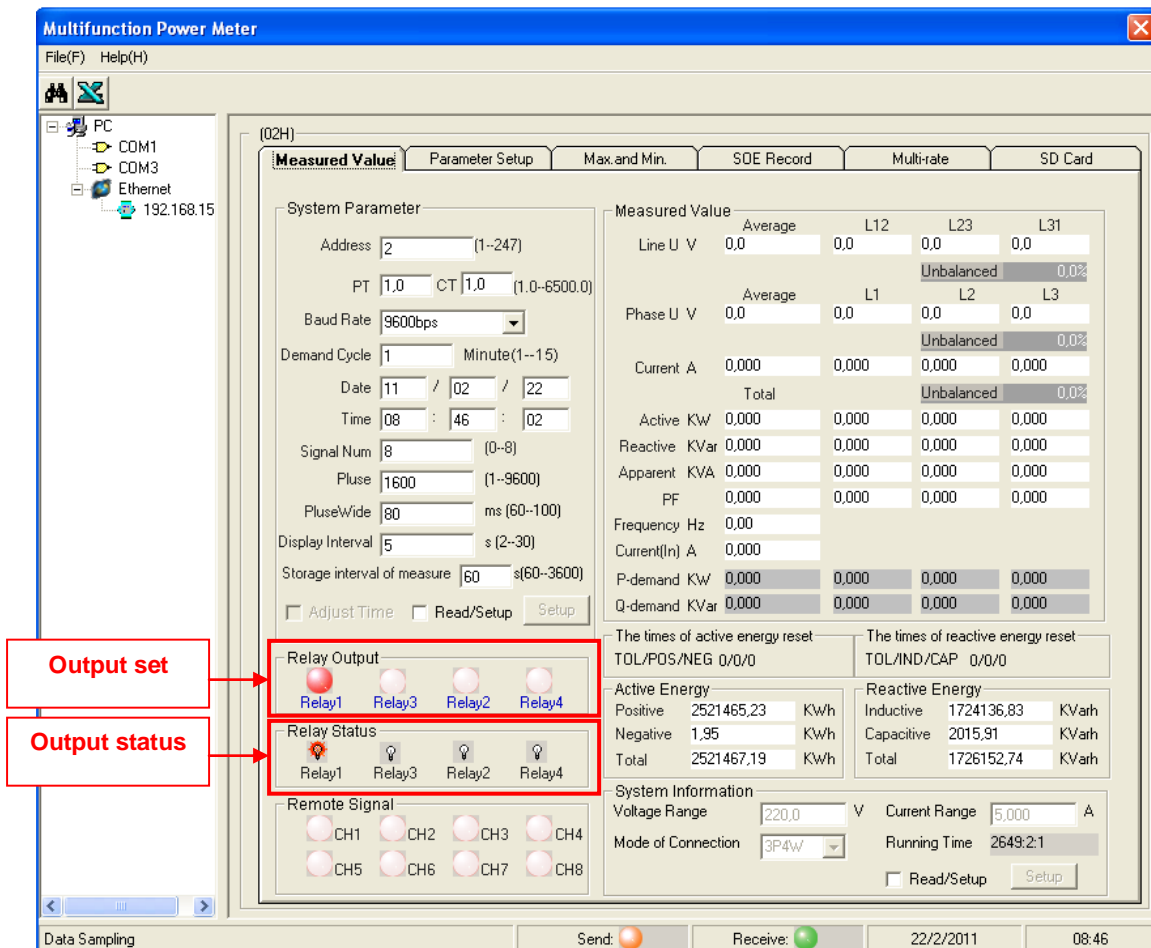 Multifunction Power Meter
File(F) Help(H)
PC
COM1
COM3
Ethernet
192.168.15
(02H)
Measured Value Parameter Setup Max.and Min. SOE Record Multi-rate SD Card
System Parameter
Address 2 (1--247)
PT 1,0 CT 1,0 (1.0--6500.0)
Baud Rate 9600bps
Demand Cycle 1 Minute(1--15)
Date 11 / 02 / 22
Time 08 : 46 : 02
Signal Num 8 (0--8)
Pluse 1600 (1--9600)
PluseWide 80 ms (60--100)
Display Interval 5 s (2--30)
Storage interval of measure 60 s(60--3600)
Adjust Time Read/Setup Setup
Output set
Relay Output
Relay1 Relay3 Relay2 Relay4
Output status
Relay Status
Relay1 Relay3 Relay2 Relay4
Remote Signal
CH1 CH2 CH3 CH4
CH5 CH6 CH7 CH8
Measured Value
Average L12 L23 L31
Line U V 0,0 0,0 0,0 0,0
Unbalanced 0,0%
Average L1 L2 L3
Phase U V 0,0 0,0 0,0 0,0
Unbalanced 0,0%
Current A 0,000 0,000 0,000 0,000
Total Unbalanced 0,0%
Active KW 0,000 0,000 0,000 0,000
Reactive KVar 0,000 0,000 0,000 0,000
Apparent KVA 0,000 0,000 0,000 0,000
PF 0,000 0,000 0,000 0,000
Frequency Hz 0,00
Current(In) A 0,000
P-demand KW 0,000 0,000 0,000 0,000
Q-demand KVar 0,000 0,000 0,000 0,000
The times of active energy reset
TOL/POS/NEG 0/0/0
The times of reactive energy reset
TOL/IND/CAP 0/0/0
Active Energy
Positive 2521465,23 KWh
Negative 1,95 KWh
Total 2521467,19 KWh
Reactive Energy
Inductive 1724136,83 KVarh
Capacitive 2015,91 KVarh
Total 1726152,74 KVarh
System Information
Voltage Range 220,0 V Current Range 5,000 A
Mode of Connection 3P4W Running Time 2649:2:1
Read/Setup Setup
Data Sampling Send: Receive: 22/2/2011 08:46